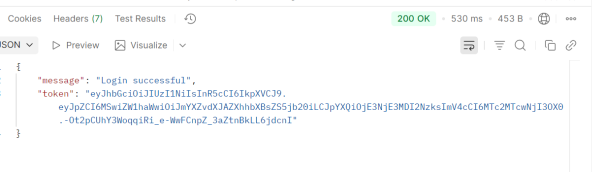 Cookies Headers (7) Test Results
200 OK 530 ms 453 B
JSON Preview Visualize
{
"message": "Login successful",
"token": "eyJhbGciOiJIUzI1NiIsInR5cCI6IkpXVCJ9.
eyJpZCI6MSwiZW1haWwiOiJmYXZvdXJAZXhhbXBsZS5jb20iLCJpYXQiOjE3NjE3MDI2NzksImV4cCI6MTc2MTcwNjI3OX0
.-Ot2pCUhY3WoqqiRi_e-WwFCnpZ_3aZtnBkLL6jdcnI"
}